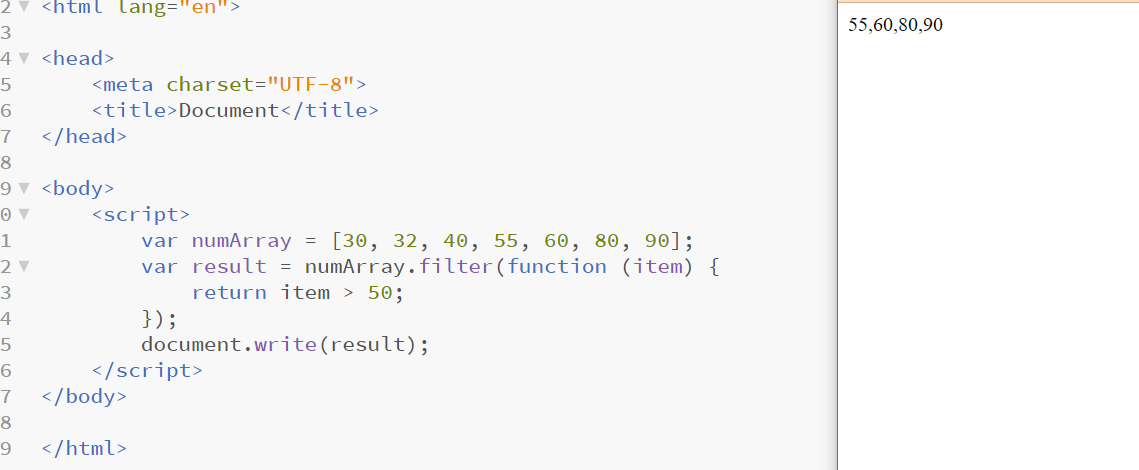 2 ▼ <html lang="en">
3
4 ▼ <head>
5     <meta charset="UTF-8">
6     <title>Document</title>
7 </head>
8
9 ▼ <body>
0 ▼     <script>
1         var numArray = [30, 32, 40, 55, 60, 80, 90];
2 ▼         var result = numArray.filter(function (item) {
3             return item > 50;
4         });
5         document.write(result);
6     </script>
7 </body>
8
9 </html>
55,60,80,90